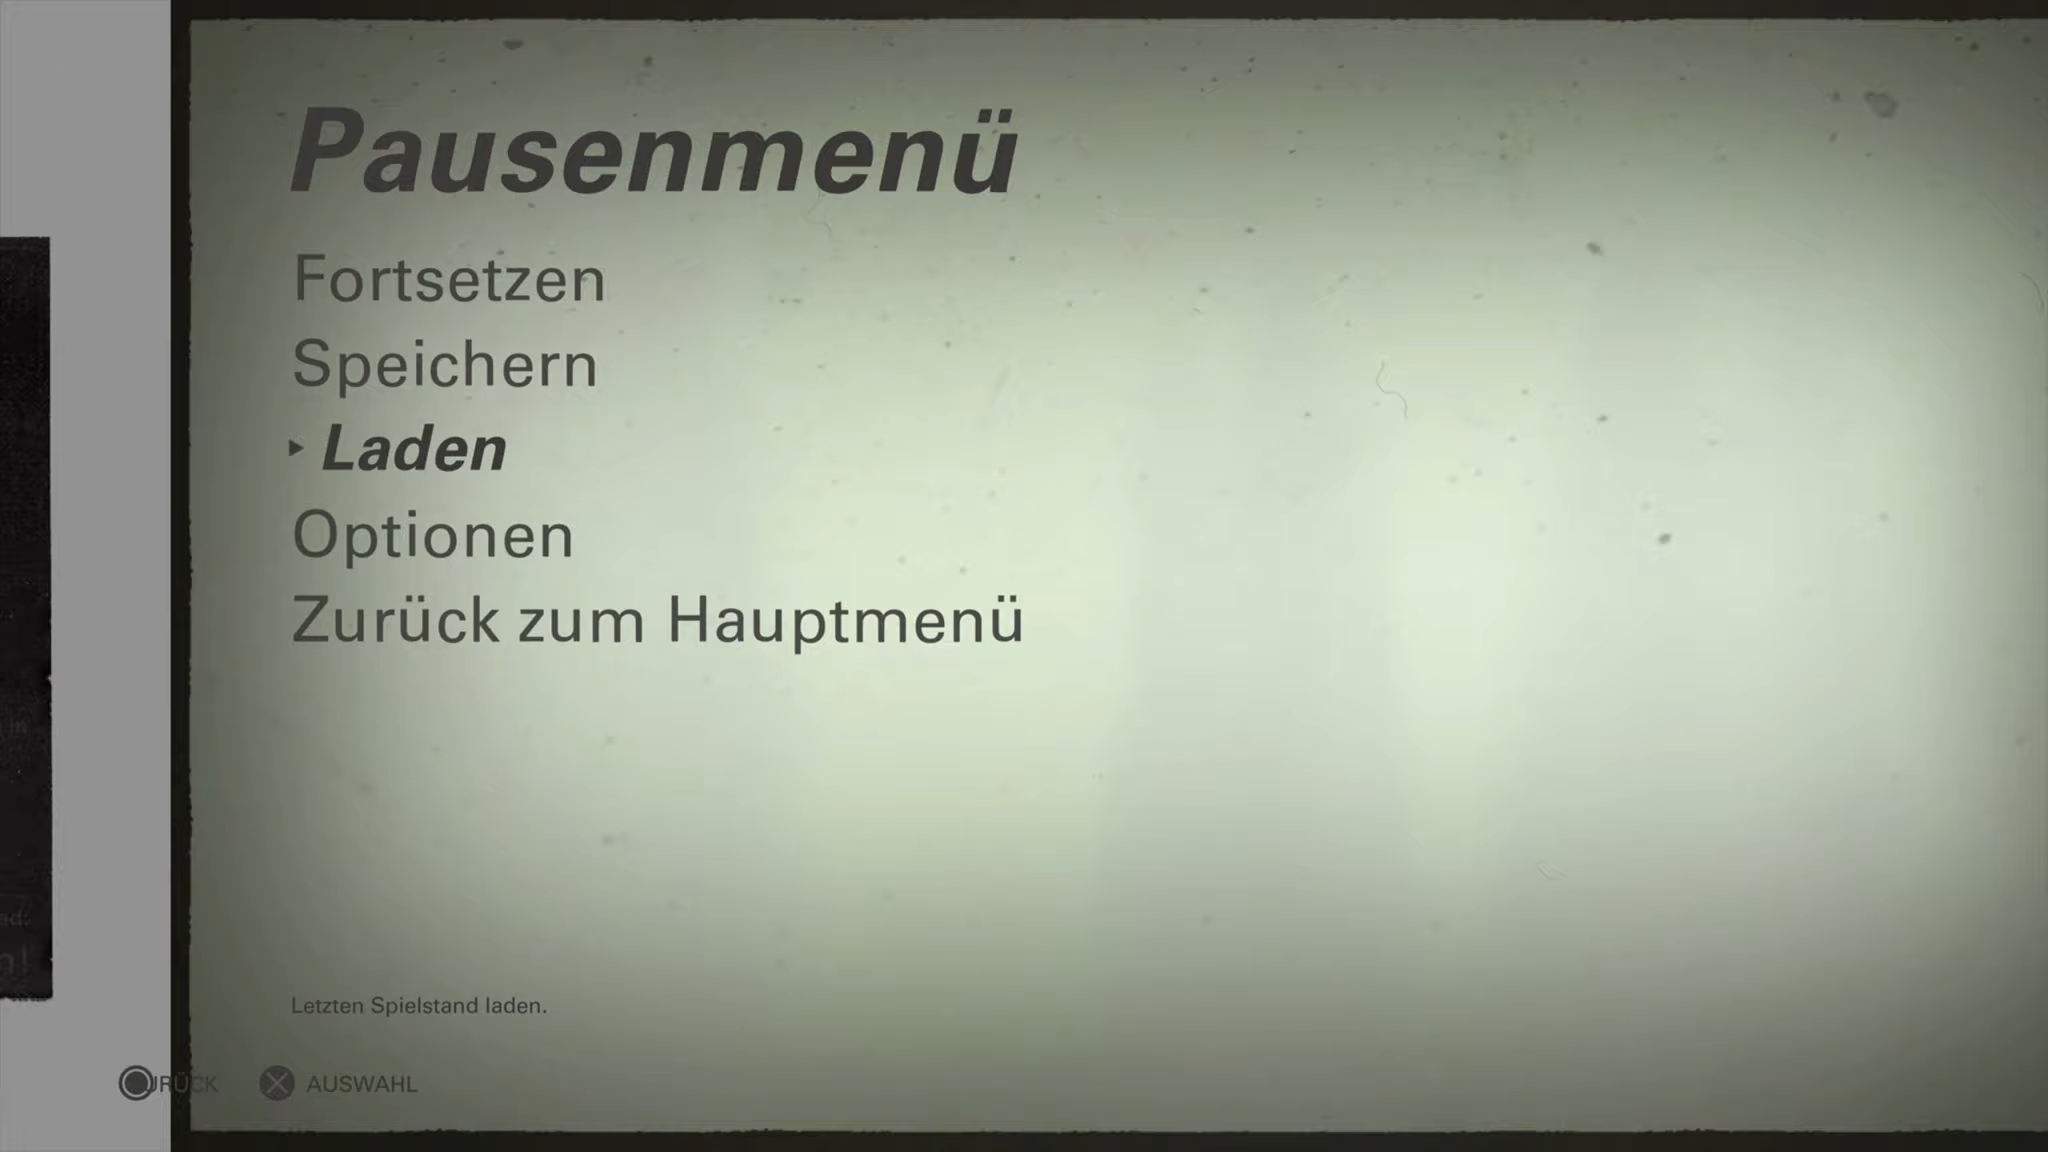 Pausenmenü
Fortsetzen
Speichern
Laden
Optionen
Zurück zum Hauptmenü
Letzten Spielstand laden.
AUSWAHL